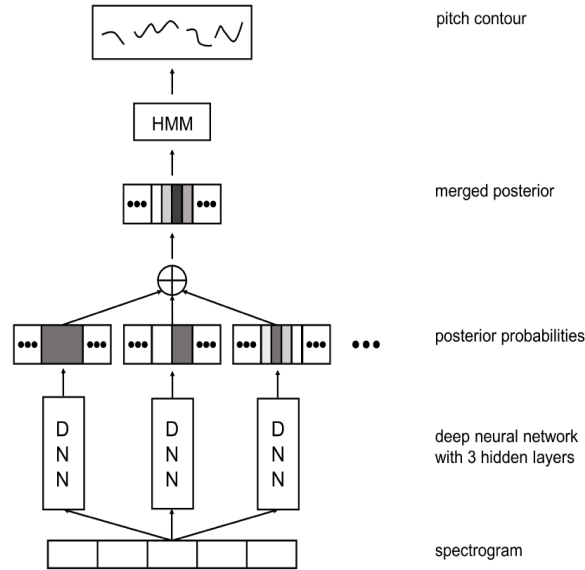 pitch contour
HMM
merged posterior
posterior probabilities
D D D
N N N
N N N
deep neural network
with 3 hidden layers
spectrogram